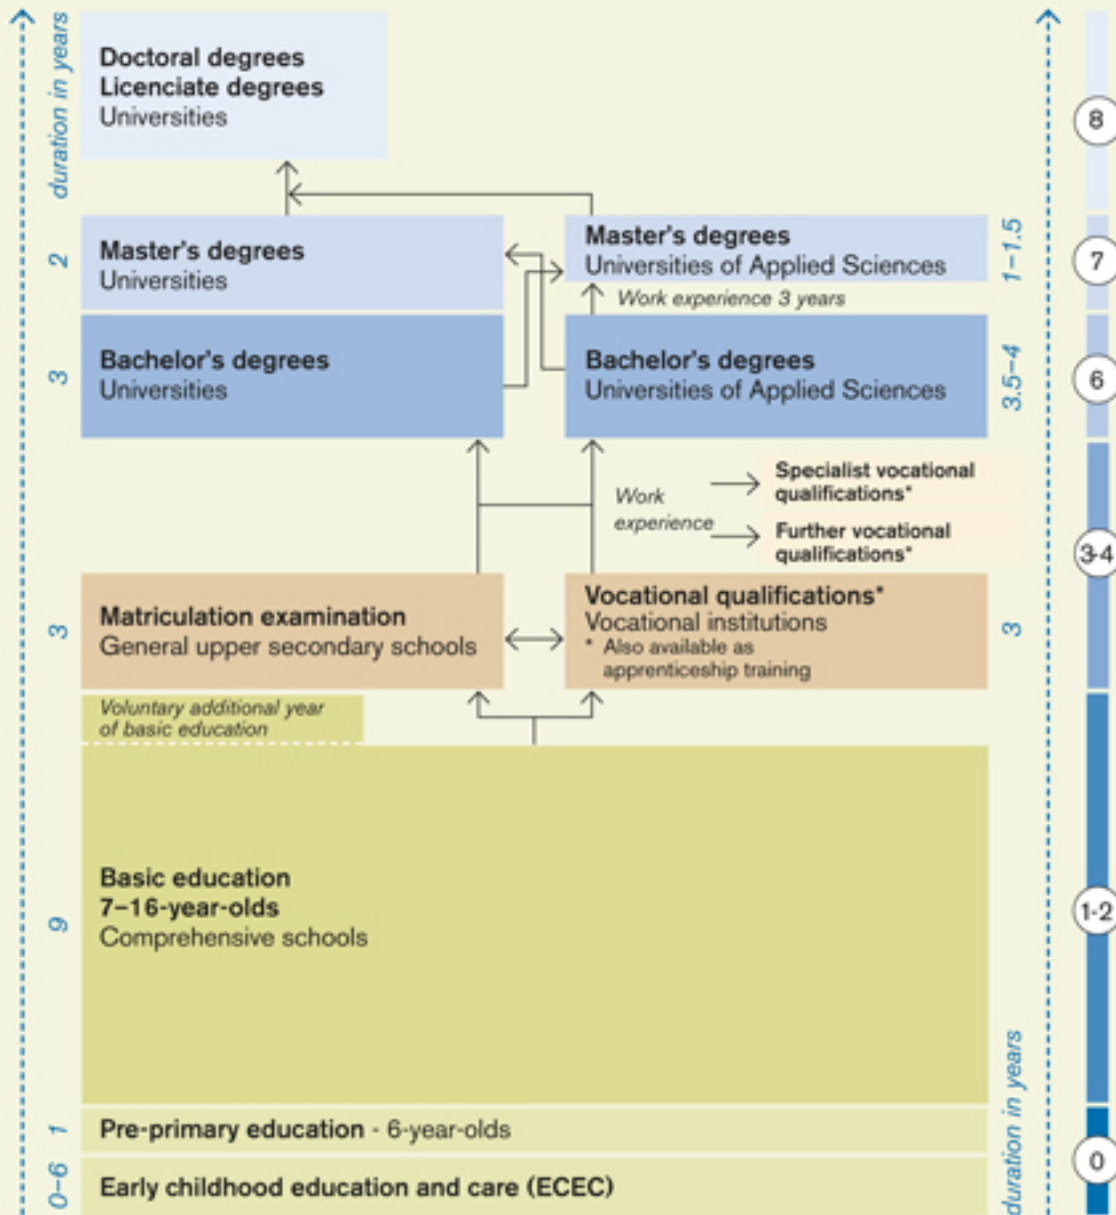 duration in years
Doctoral degrees
Licenciate degrees
Universities
8
2
Master's degrees
Universities
Master's degrees
Universities of Applied Sciences
1–1.5
7
Work experience 3 years
3
Bachelor's degrees
Universities
Bachelor's degrees
Universities of Applied Sciences
3.5–4
6
Work
experience
Specialist vocational
qualifications*
Further vocational
qualifications*
3-4
3
Matriculation examination
General upper secondary schools
Vocational qualifications*
Vocational institutions
* Also available as
apprenticeship training
3
Voluntary additional year
of basic education
9
Basic education
7–16-year-olds
Comprehensive schools
1-2
1
Pre-primary education - 6-year-olds
0–6
Early childhood education and care (ECEC)
duration in years
0